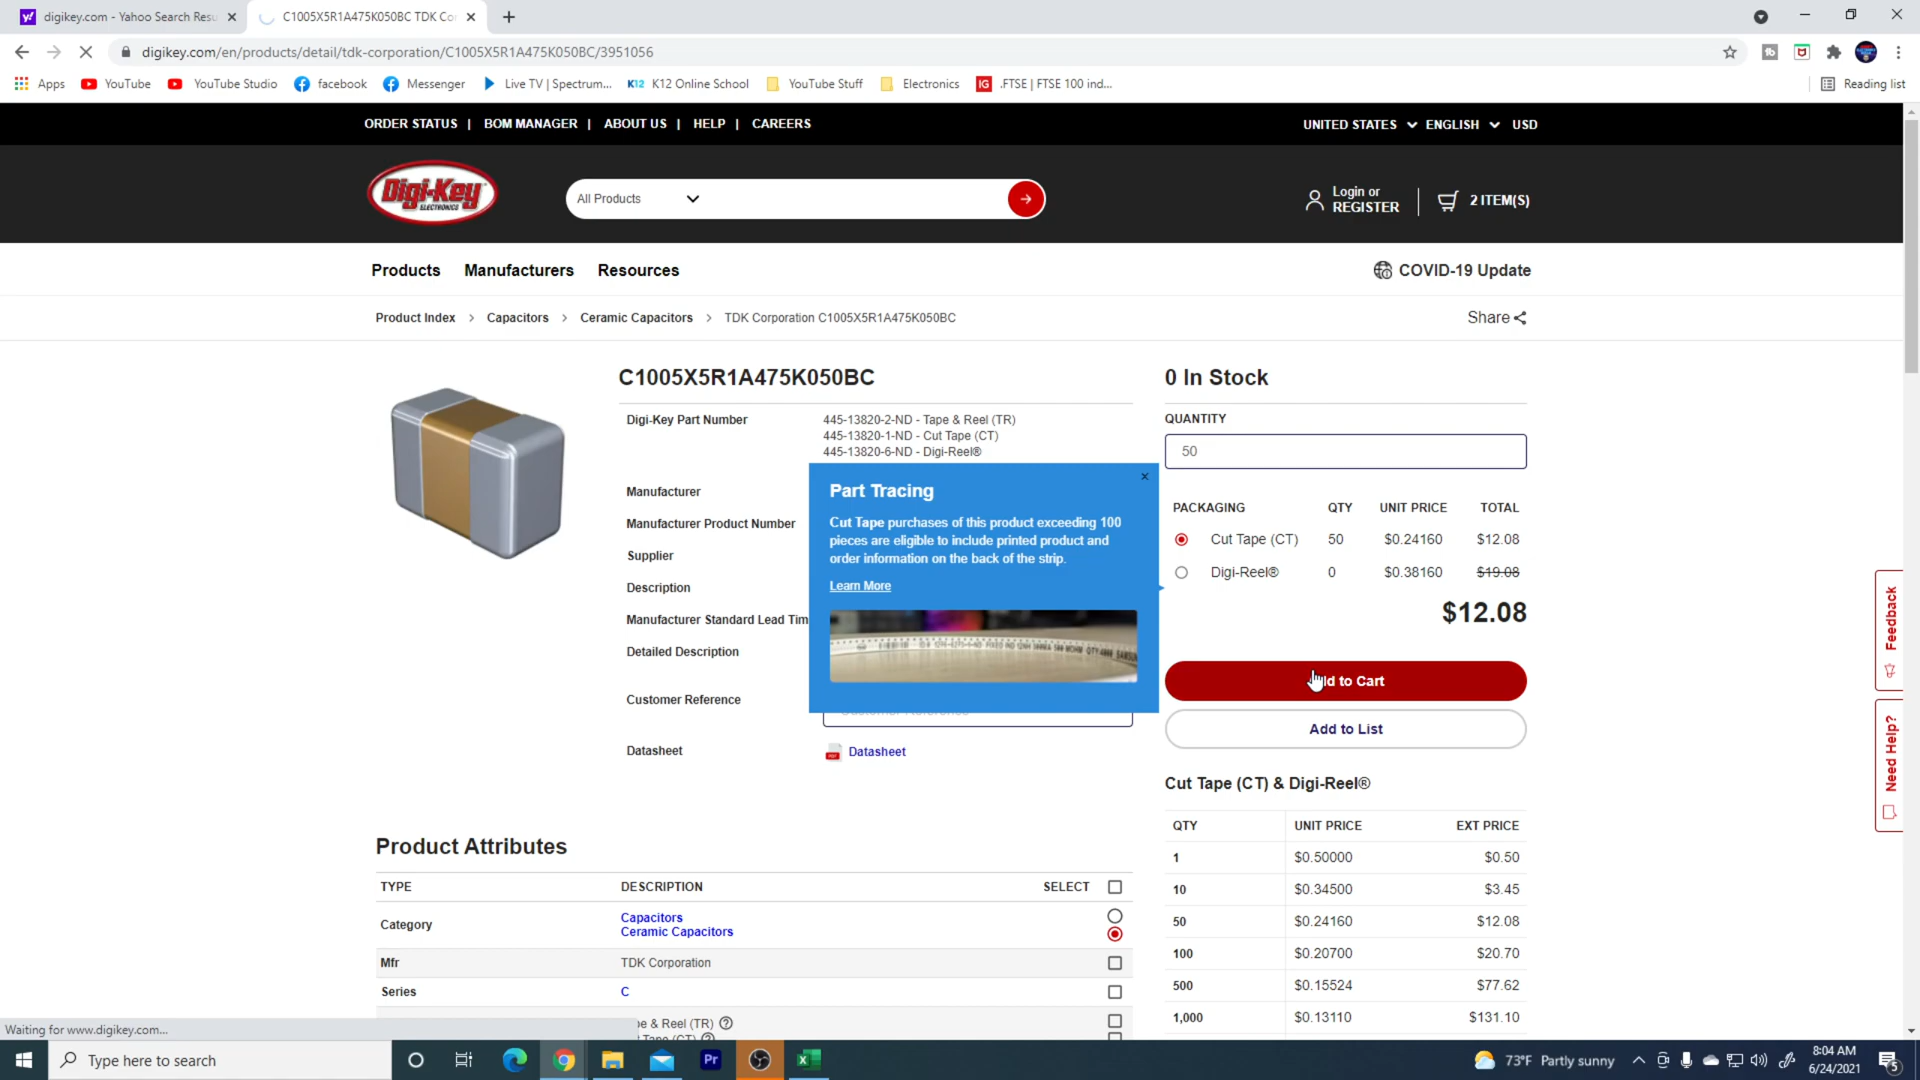 digikey.com - Yahoo Search Resu
C1005X5R1A475K050BC TDK Co
digikey.com/en/products/detail/tdk-corporation/C1005X5R1A475K050BC/3951056
Apps YouTube YouTube Studio facebook Messenger Live TV | Spectrum... K12 K12 Online School YouTube Stuff Electronics IG .FTSE | FTSE 100 ind... Reading list
ORDER STATUS | BOM MANAGER | ABOUT US | HELP | CAREERS
UNITED STATES ENGLISH USD
Digi-Key
ELECTRONICS
All Products
Login or
REGISTER
2 ITEM(S)
Products Manufacturers Resources
COVID-19 Update
Product Index > Capacitors > Ceramic Capacitors > TDK Corporation C1005X5R1A475K050BC
Share
C1005X5R1A475K050BC
Digi-Key Part Number
445-13820-2-ND - Tape & Reel (TR)
445-13820-1-ND - Cut Tape (CT)
445-13820-6-ND - Digi-Reel®
Manufacturer
Manufacturer Product Number
Supplier
Description
Manufacturer Standard Lead Tim
Detailed Description
Customer Reference
Datasheet
Datasheet
Part Tracing
Cut Tape purchases of this product exceeding 100
pieces are eligible to include printed product and
order information on the back of the strip.
Learn More
0 In Stock
QUANTITY
50
PACKAGING QTY UNIT PRICE TOTAL
Cut Tape (CT) 50 $0.24160 $12.08
Digi-Reel® 0 $0.38160 $19.08
$12.08
d to Cart
Add to List
Cut Tape (CT) & Digi-Reel®
QTY UNIT PRICE EXT PRICE
1 $0.50000 $0.50
10 $0.34500 $3.45
50 $0.24160 $12.08
100 $0.20700 $20.70
500 $0.15524 $77.62
1,000 $0.13110 $131.10
Feedback
Need Help?
Product Attributes
TYPE DESCRIPTION SELECT
Category
Capacitors
Ceramic Capacitors
Mfr TDK Corporation
Series C
pe & Reel (TR)
Tape (CT)
Waiting for www.digikey.com...
Type here to search
Pr
73°F Partly sunny
8:04 AM
6/24/2021
5